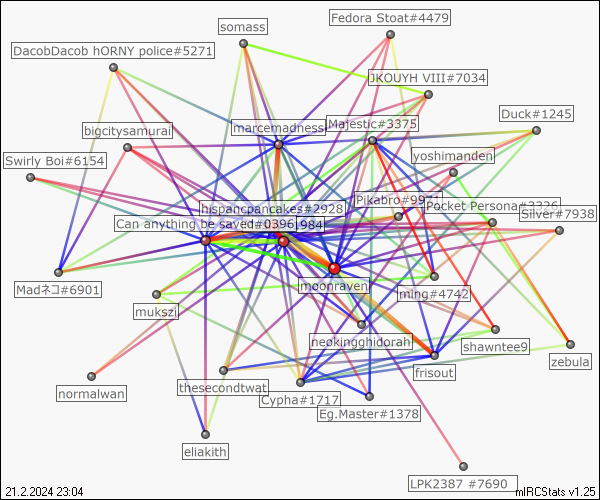 Fedora Stoat#4479
somass
DacobDacob hORNY police#5271
JKOUYH VIII#7034
Duck#1245
marcemadness
Majestic#3375
bigcitysamurai
yoshimanden
Swirly Boi#6154
hispancpancakes#2928
Pikabro#99
Pocket Persona#3326
Silver#7938
Can anything be saved#0396
984
moonraven
Madネコ#6901
ming#4742
mukszi
neokingghidorah
shawntee9
zebula
frisout
normalwan
thesecondtwat
Cypha#1717
Eg.Master#1378
eliakith
LPK2387 #7690
21.2.2024 23:04
mIRCStats v1.25